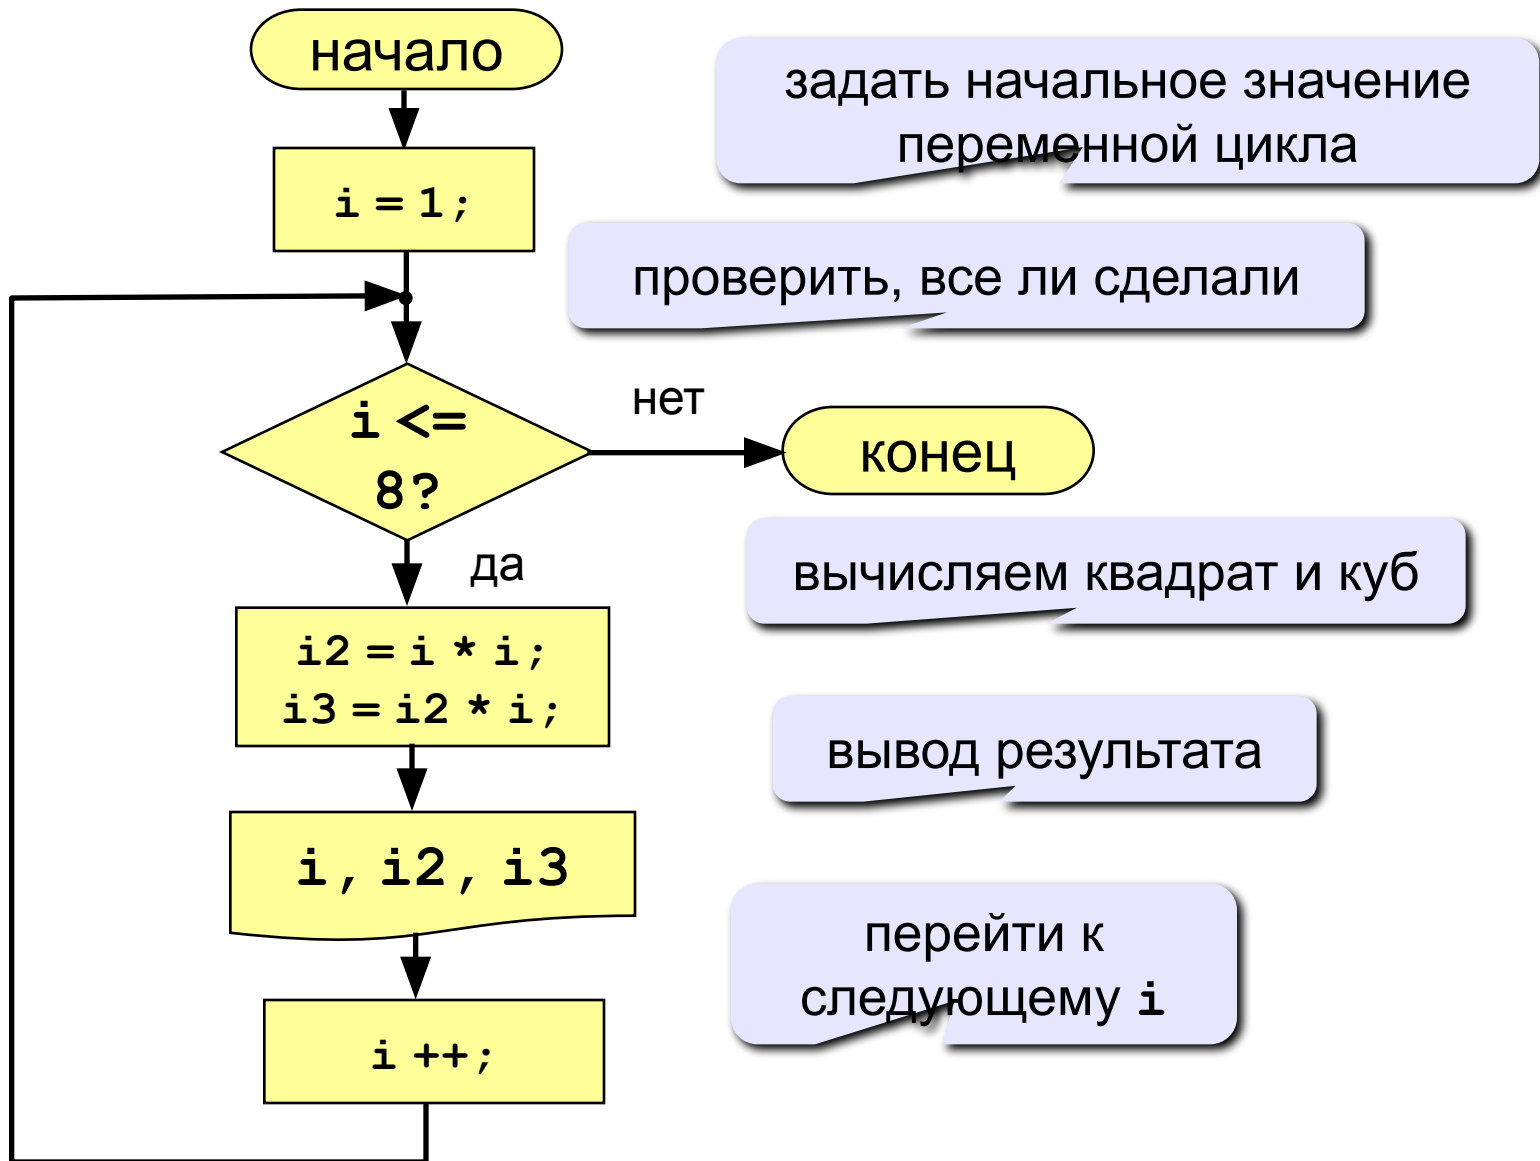 начало
задать начальное значение
переменной цикла
i = 1;
проверить, все ли сделали
i <=
8?
нет
конец
да
вычисляем квадрат и куб
i2 = i * i;
i3 = i2 * i;
вывод результата
i, i2, i3
перейти к
следующему i
i ++;